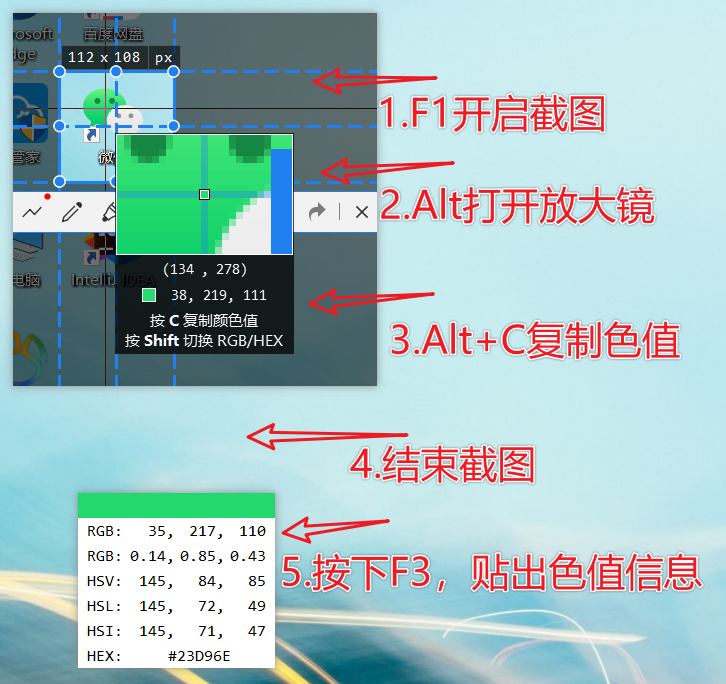 osoft
百度网盘
dge
112 x 108 px
1.F1开启截图
管家
微
2.Alt打开放大镜
电脑
IntelliJ IDEA
(134 , 278)
38, 219, 111
按 C 复制颜色值
按 Shift 切换 RGB/HEX
3.Alt+C复制色值
4.结束截图
RGB: 35, 217, 110
RGB: 0.14, 0.85, 0.43
HSV: 145, 84, 85
HSL: 145, 72, 49
HSI: 145, 71, 47
HEX: #23D96E
5.按下F3，贴出色值信息